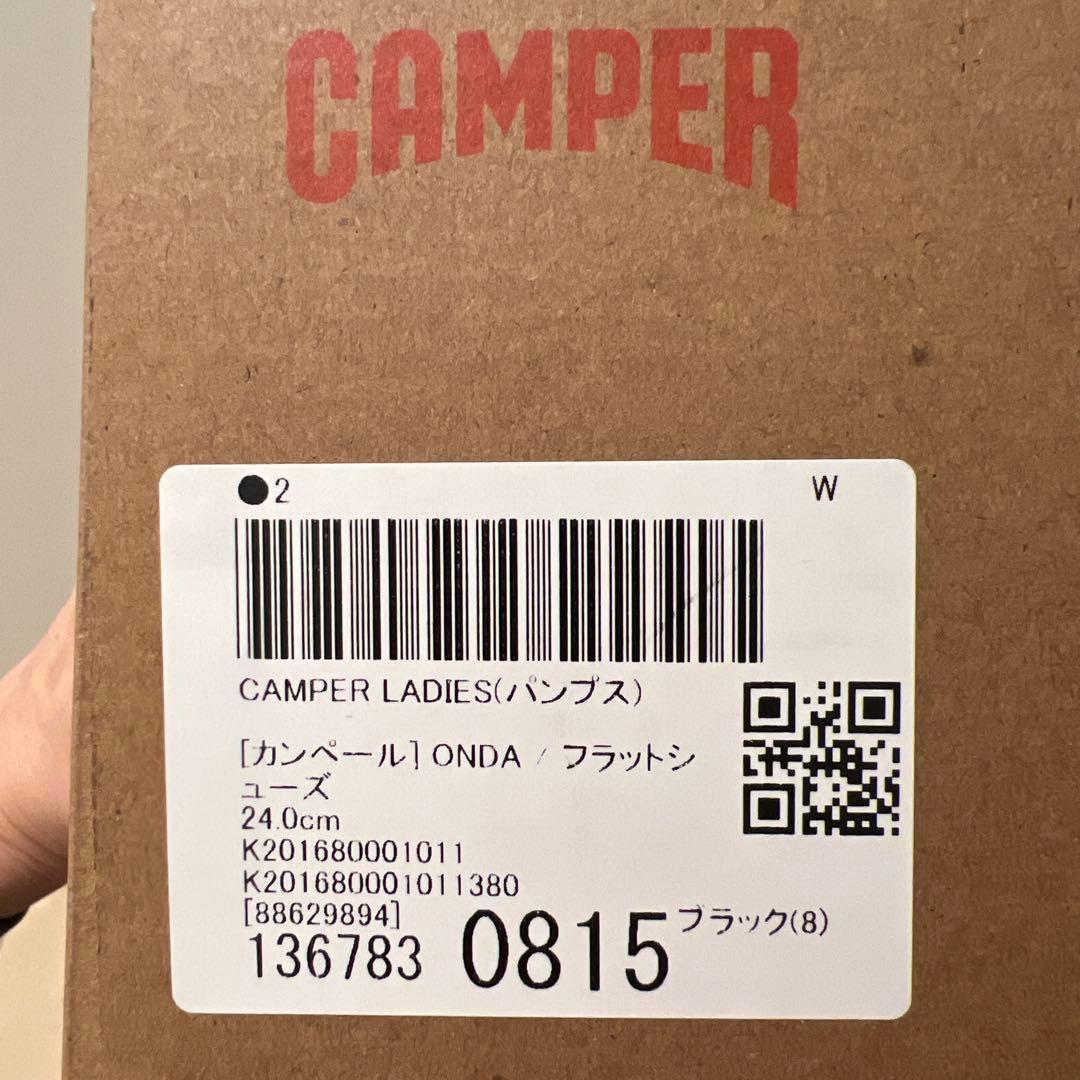 CAMPER
●2 W
CAMPER LADIES(パンプス)
[カンペール] ONDA / フラットシ
ューズ
24.0cm
K201680001011
K201680001011380
[88629894]
136783 0815 ブラック(8)